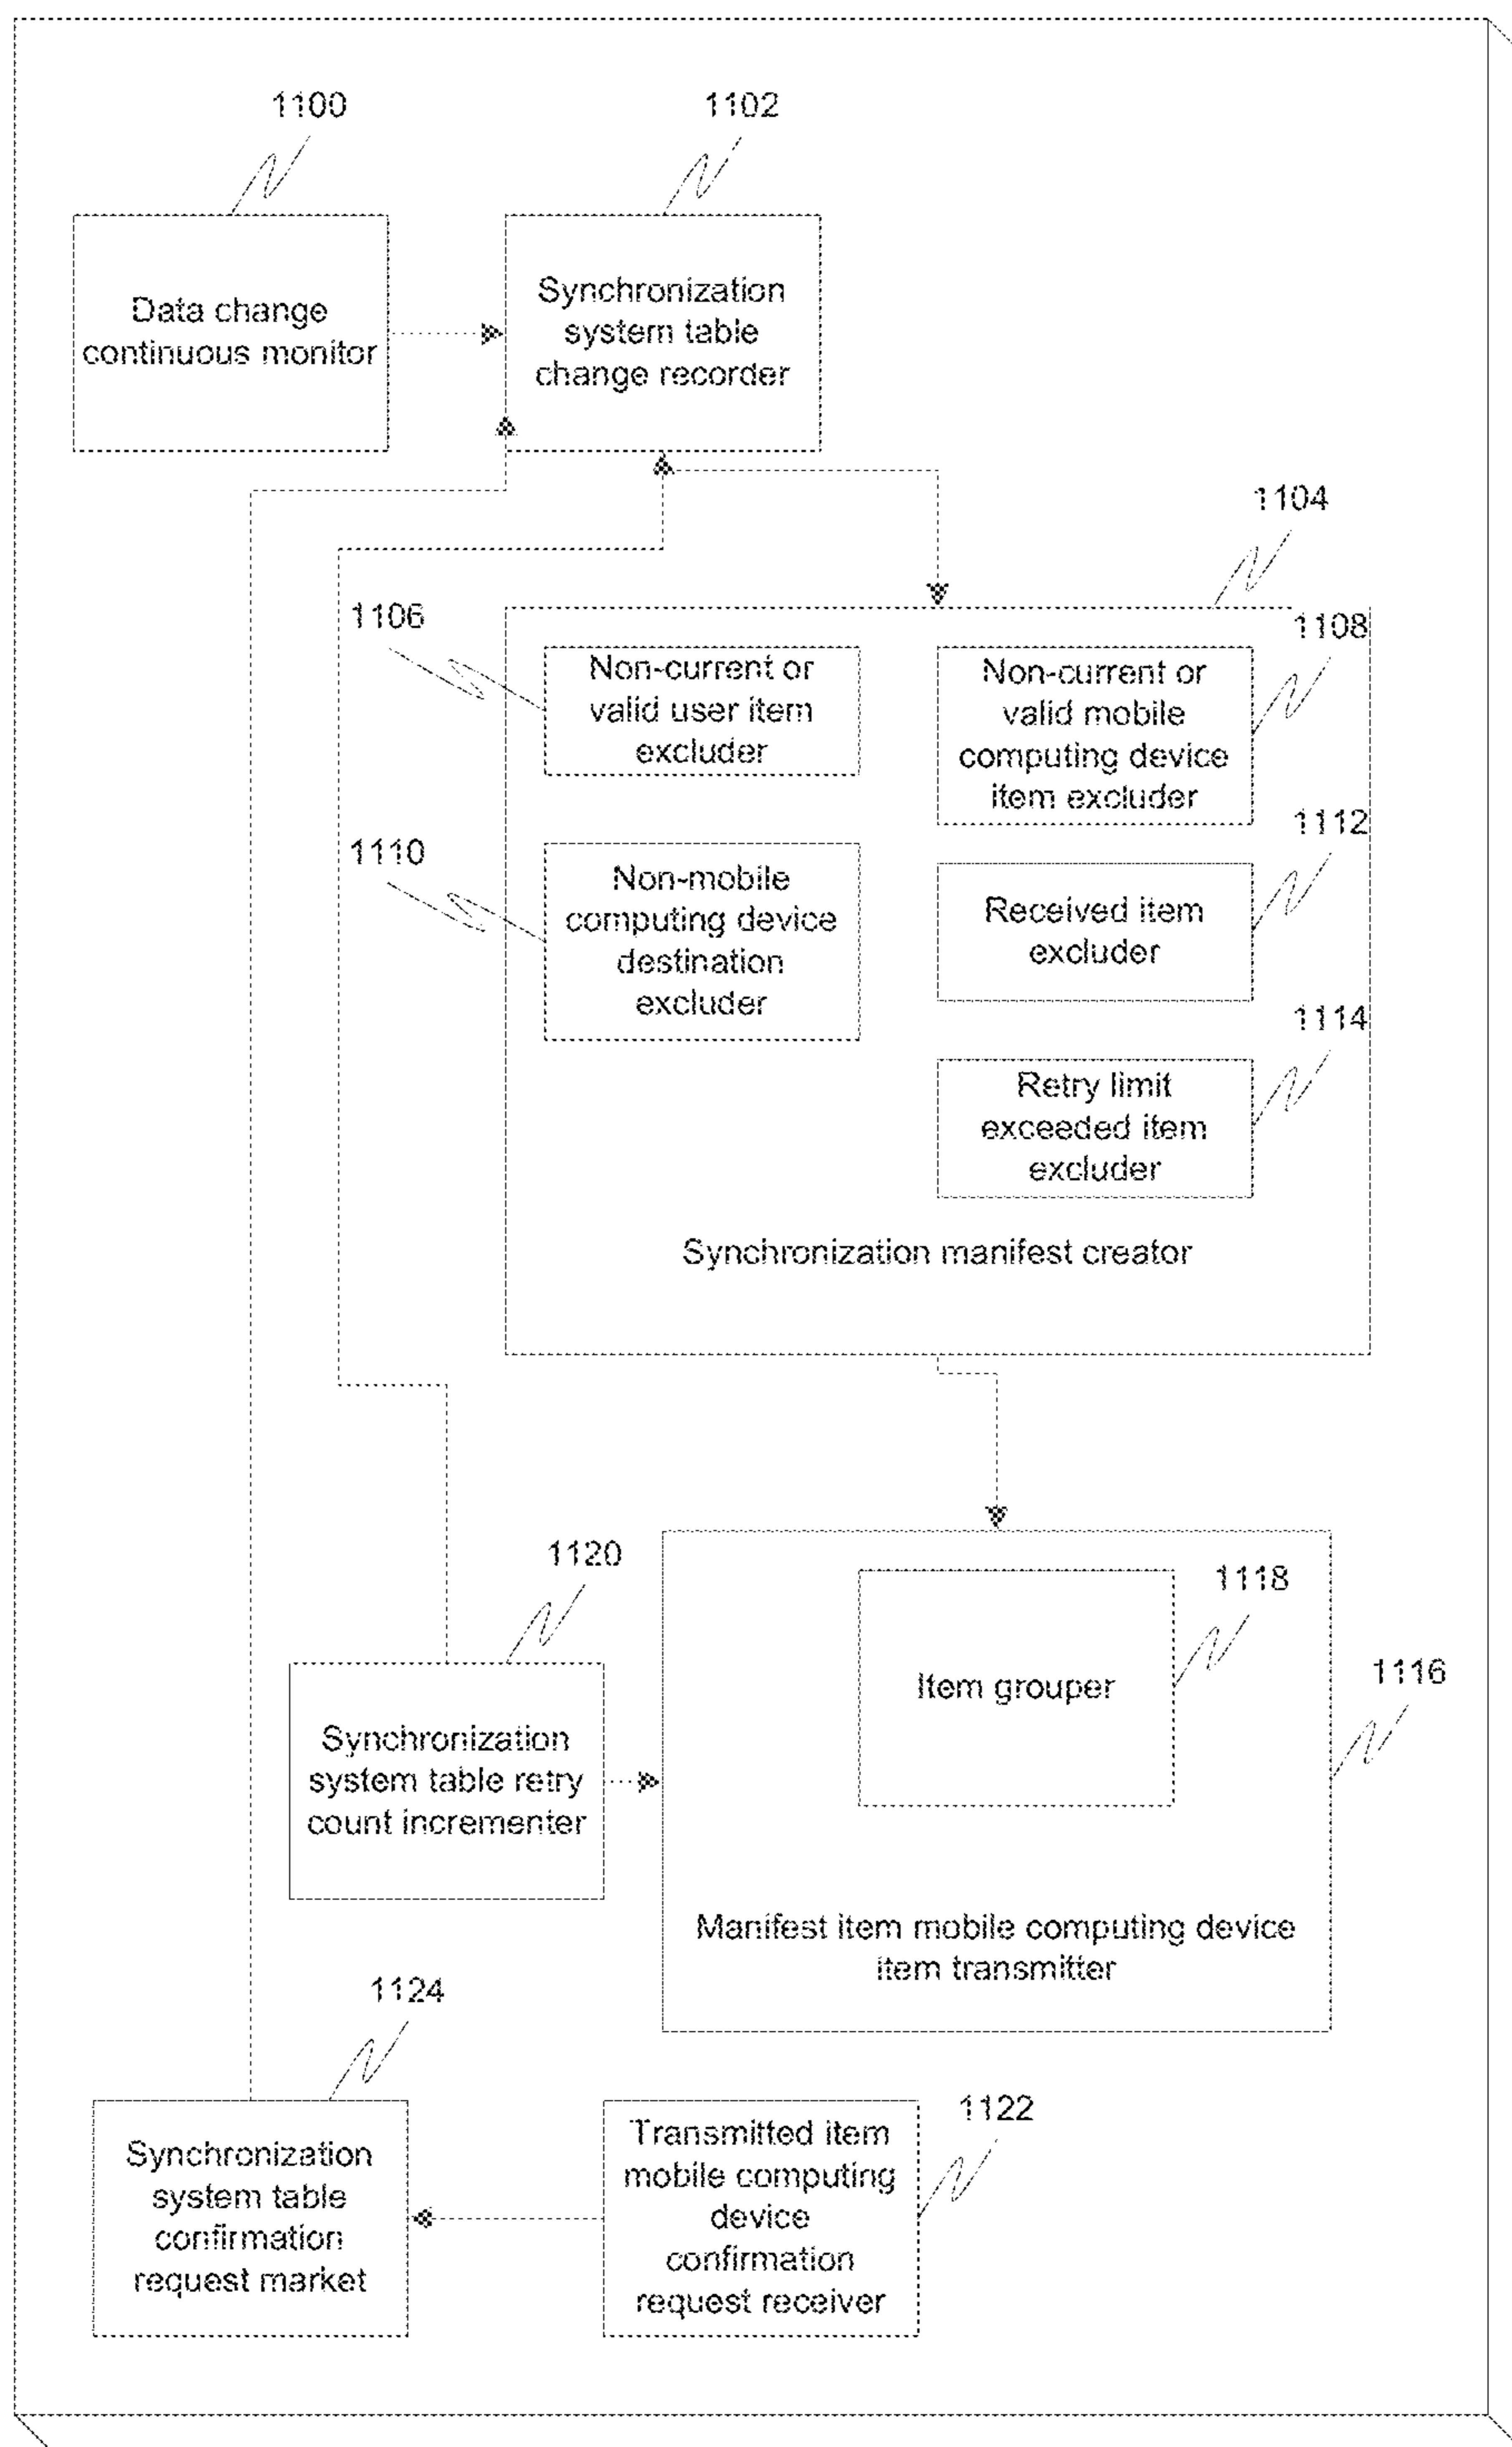 1100
1102
Data change
continuous monitor
Synchronization
system table
change recorder
1104
1106
1108
Non-current or
valid user item
excluder
Non-current or
valid mobile
computing device
item excluder
1110
1112
Non-mobile
computing device
destination
excluder
Received item
excluder
1114
Retry limit
exceeded item
excluder
Synchronization manifest creator
1120
1118
1116
Item grouper
Synchronization
system table retry
count incrementer
Manifest item mobile computing device
item transmitter
1124
1122
Synchronization
system table
confirmation
request market
Transmitted item
mobile computing
device
confirmation
request receiver